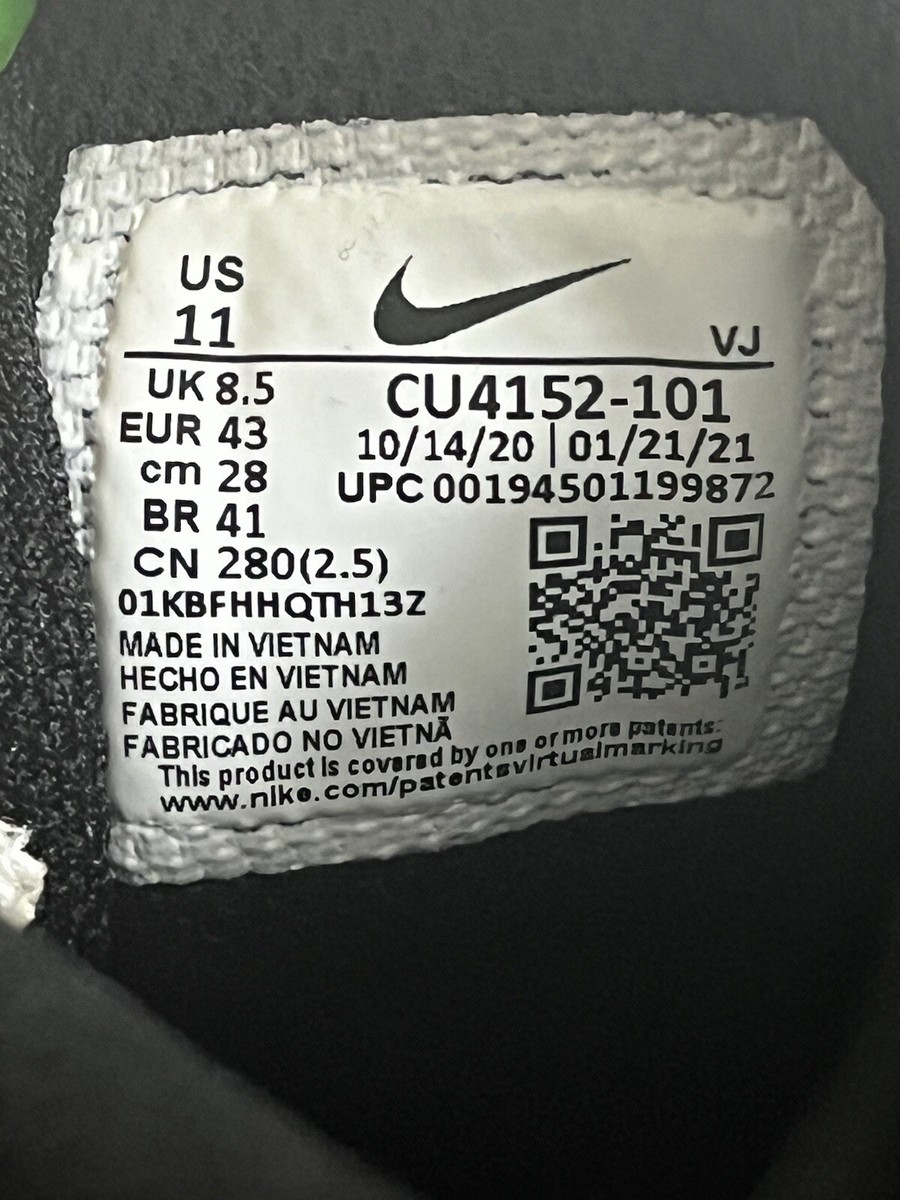 US
11
VJ
UK 8.5
EUR 43
cm 28
BR 41
CN 280(2.5)
CU4152-101
10/14/20 | 01/21/21
UPC 00194501199872
01KBFHHQTH13Z
MADE IN VIETNAM
HECHO EN VIETNAM
FABRIQUE AU VIETNAM
FABRICADO NO VIETNÃ
This product is covered by one or more patents:
www.nike.com/patentsvirtualmarking